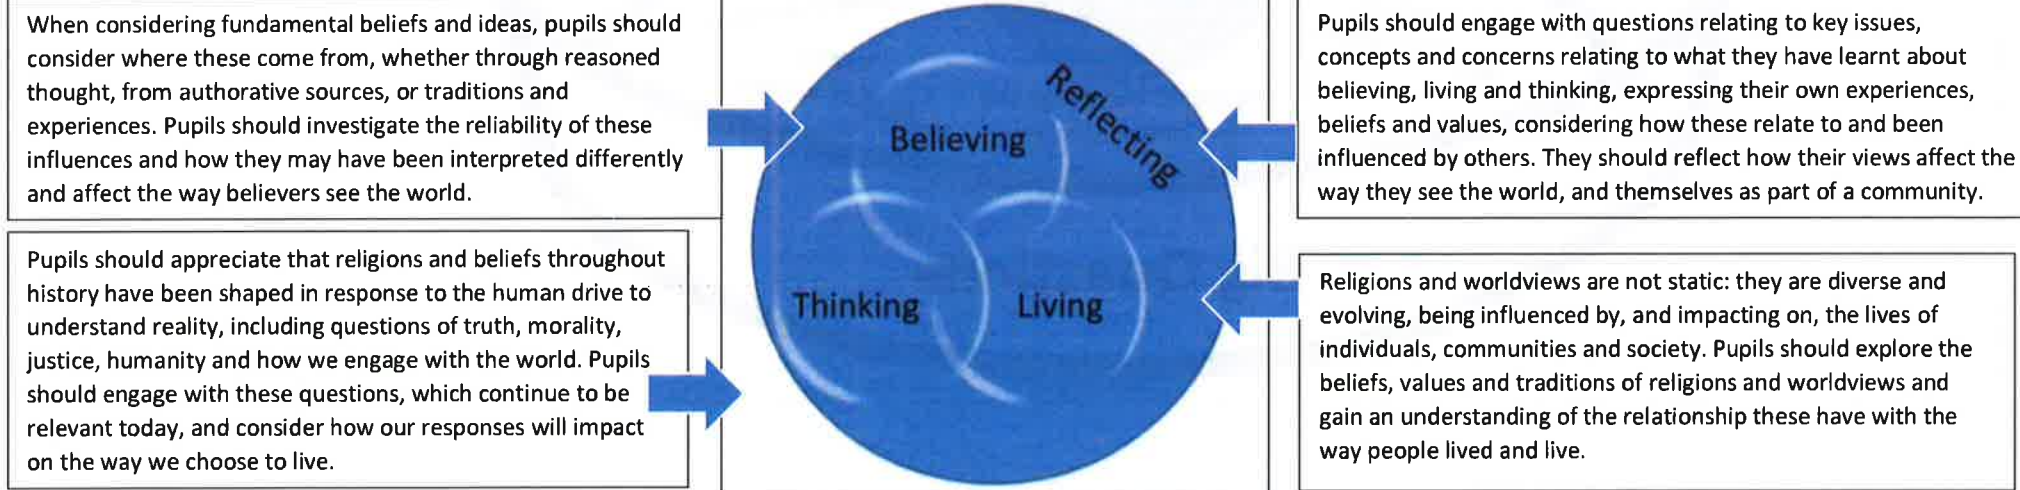 When considering fundamental beliefs and ideas, pupils should
consider where these come from, whether through reasoned
thought, from authorative sources, or traditions and
experiences. Pupils should investigate the reliability of these
influences and how they may have been interpreted differently
and affect the way believers see the world.
Pupils should appreciate that religions and beliefs throughout
history have been shaped in response to the human drive to
understand reality, including questions of truth, morality,
justice, humanity and how we engage with the world. Pupils
should engage with these questions, which continue to be
relevant today, and consider how our responses will impact
on the way we choose to live.
Believing
Reflecting
Thinking
Living
Pupils should engage with questions relating to key issues,
concepts and concerns relating to what they have learnt about
believing, living and thinking, expressing their own experiences,
beliefs and values, considering how these relate to and been
influenced by others. They should reflect how their views affect the
way they see the world, and themselves as part of a community.
Religions and worldviews are not static: they are diverse and
evolving, being influenced by, and impacting on, the lives of
individuals, communities and society. Pupils should explore the
beliefs, values and traditions of religions and worldviews and
gain an understanding of the relationship these have with the
way people lived and live.